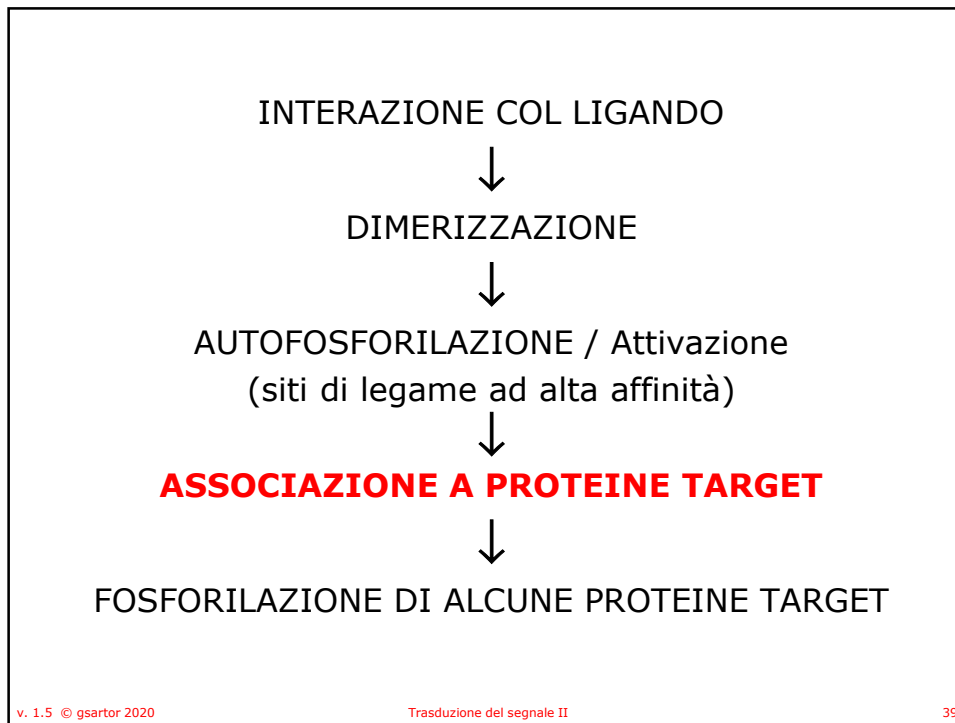 INTERAZIONE COL LIGANDO
↓
DIMERIZZAZIONE
↓
AUTOFOSFORILAZIONE / Attivazione
(siti di legame ad alta affinità)
↓
ASSOCIAZIONE A PROTEINE TARGET
↓
FOSFORILAZIONE DI ALCUNE PROTEINE TARGET
v. 1.5 © gsartor 2020 Trasduzione del segnale II 39